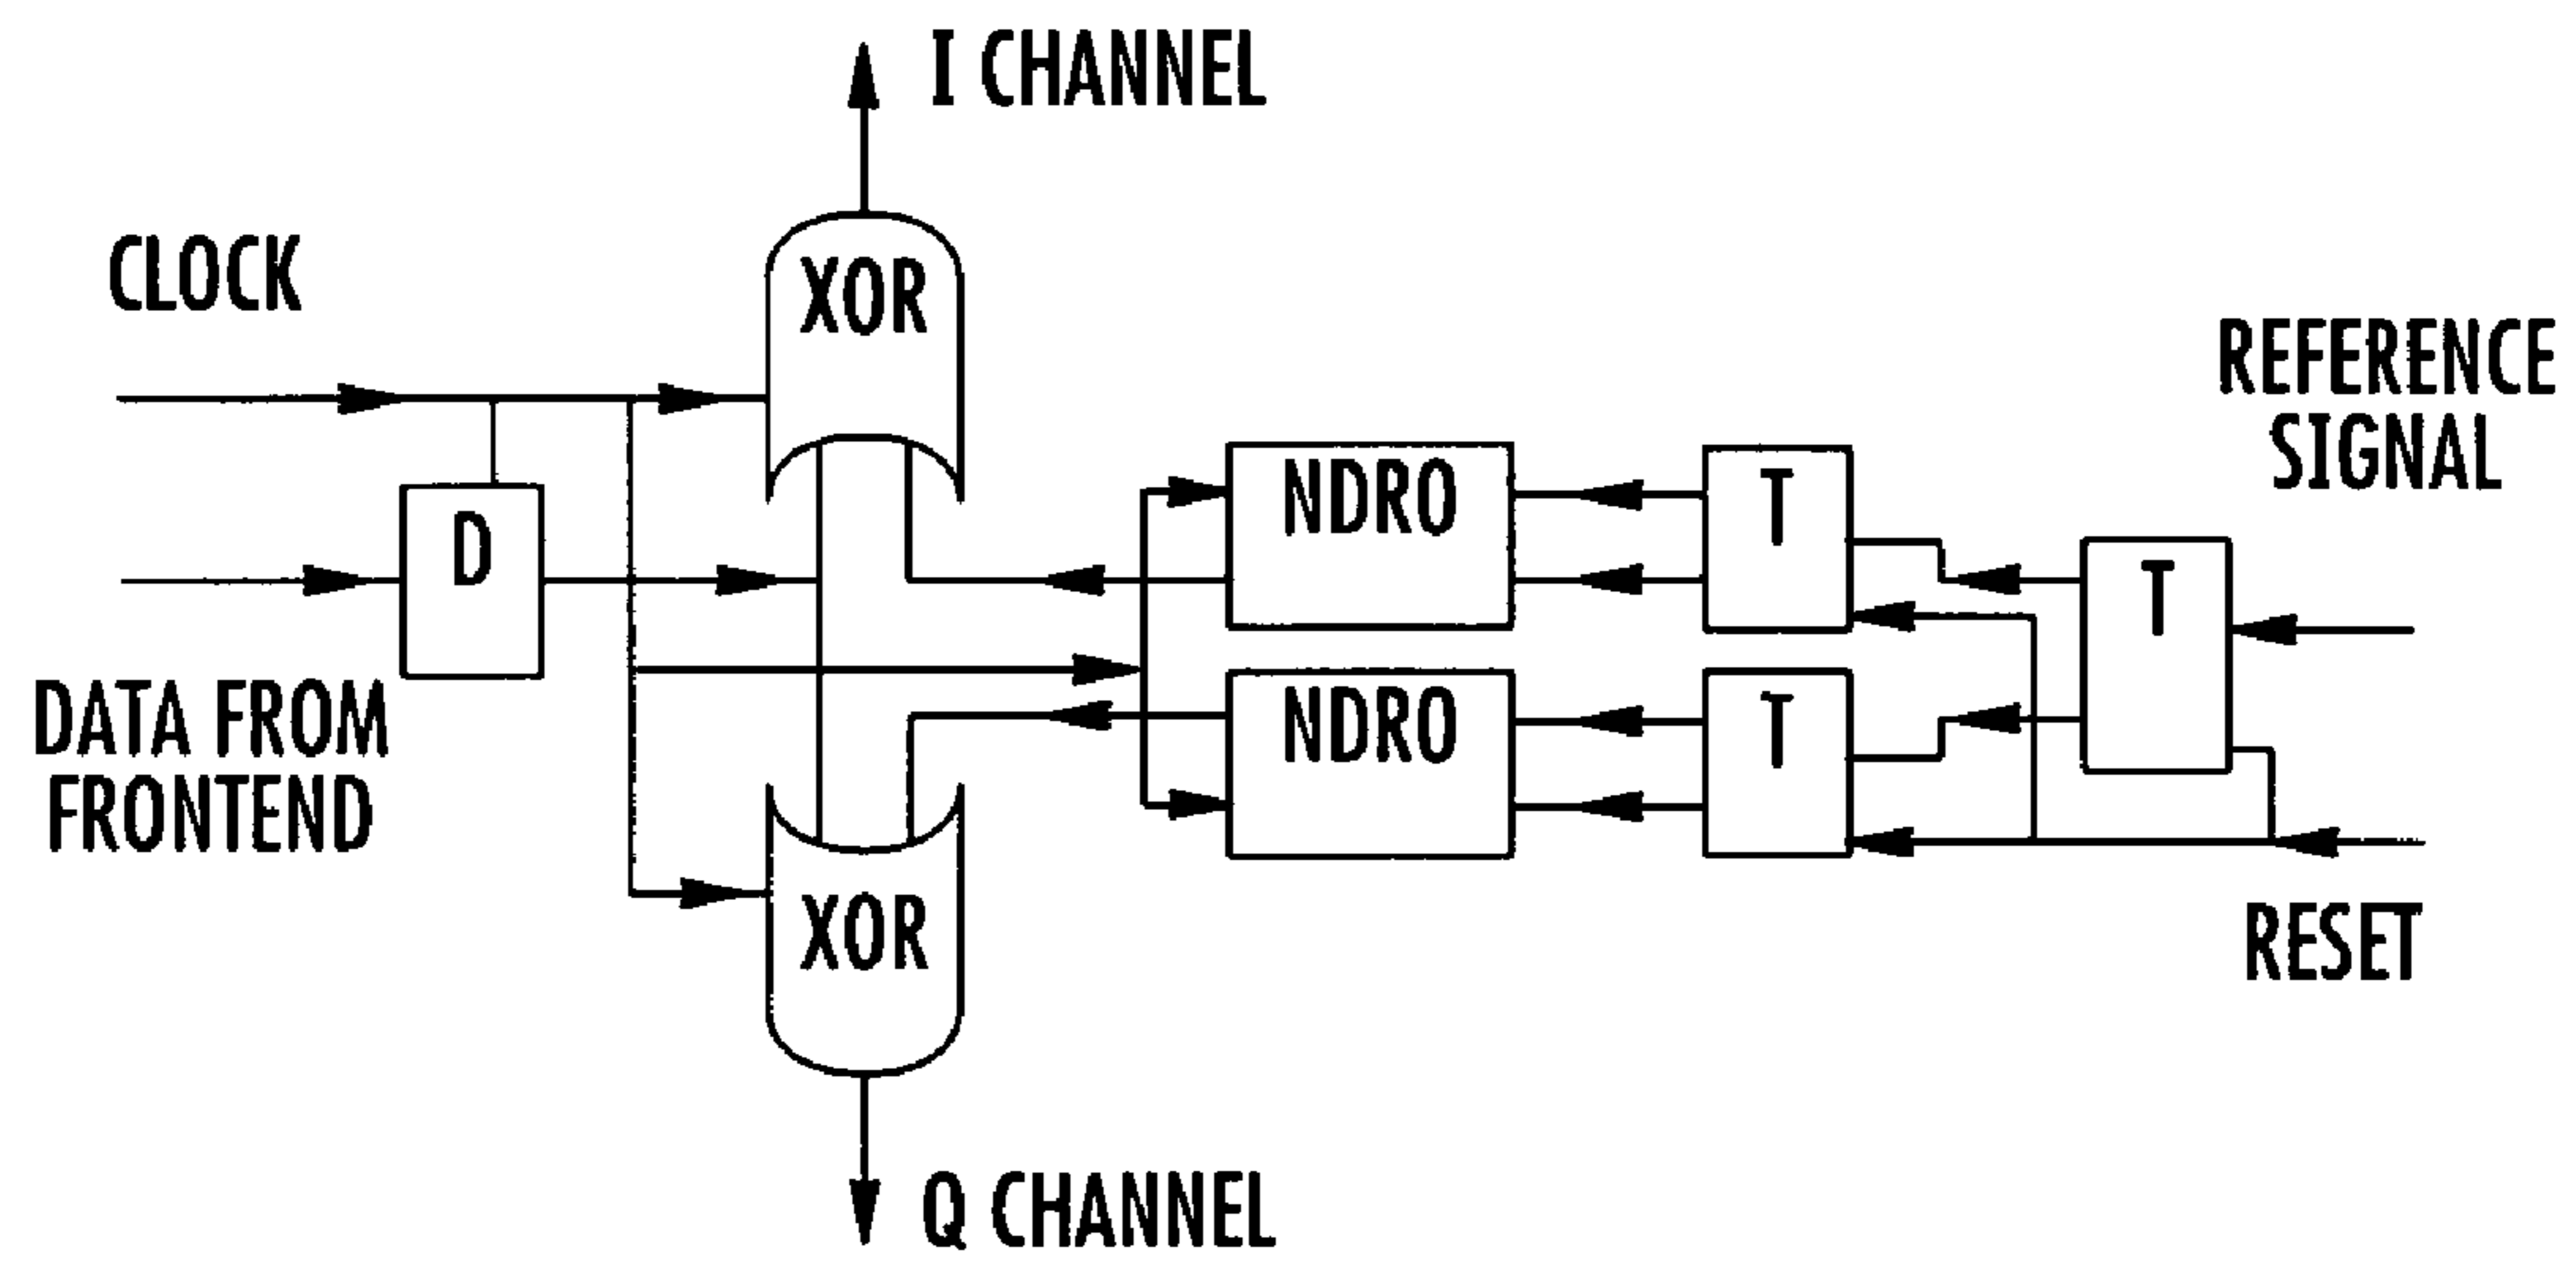 I CHANNEL
CLOCK
XOR
REFERENCE
SIGNAL
NDRO
T
D
T
DATA FROM
FRONTEND
NDRO
T
XOR
RESET
Q CHANNEL